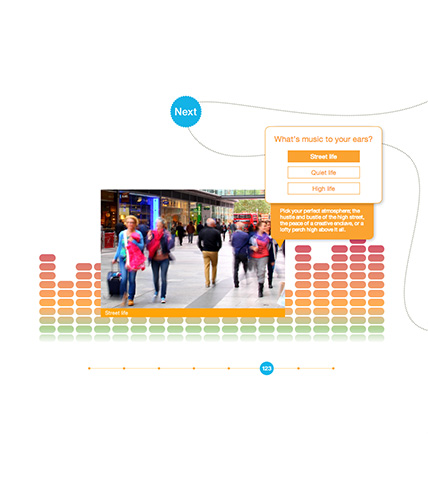 Next
What's music to your ears?
Street life
Quiet life
High life
Pick your perfect atmosphere; the
hustle and bustle of the high street,
the peace of a creative enclave, or a
lofty perch high above it all.
Street life
123